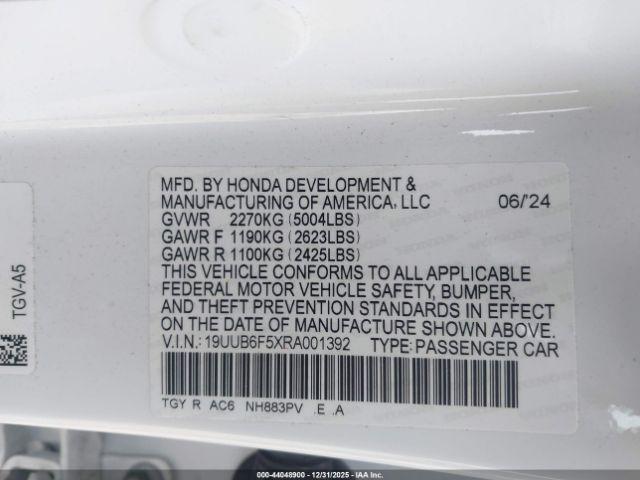 MFD. BY HONDA DEVELOPMENT &
MANUFACTURING OF AMERICA, LLC 06/'24
GVWR 2270KG (5004LBS)
GAWR F 1190KG (2623LBS)
GAWR R 1100KG (2425LBS)
THIS VEHICLE CONFORMS TO ALL APPLICABLE
FEDERAL MOTOR VEHICLE SAFETY, BUMPER,
AND THEFT PREVENTION STANDARDS IN EFFECT
ON THE DATE OF MANUFACTURE SHOWN ABOVE.
V.I.N.: 19UUB6F5XRA001392 TYPE: PASSENGER CAR
TGY R AC6 NH883PV .E .A
TGV-A5
000-44048900 - 12/31/2025 - IAAI.COM